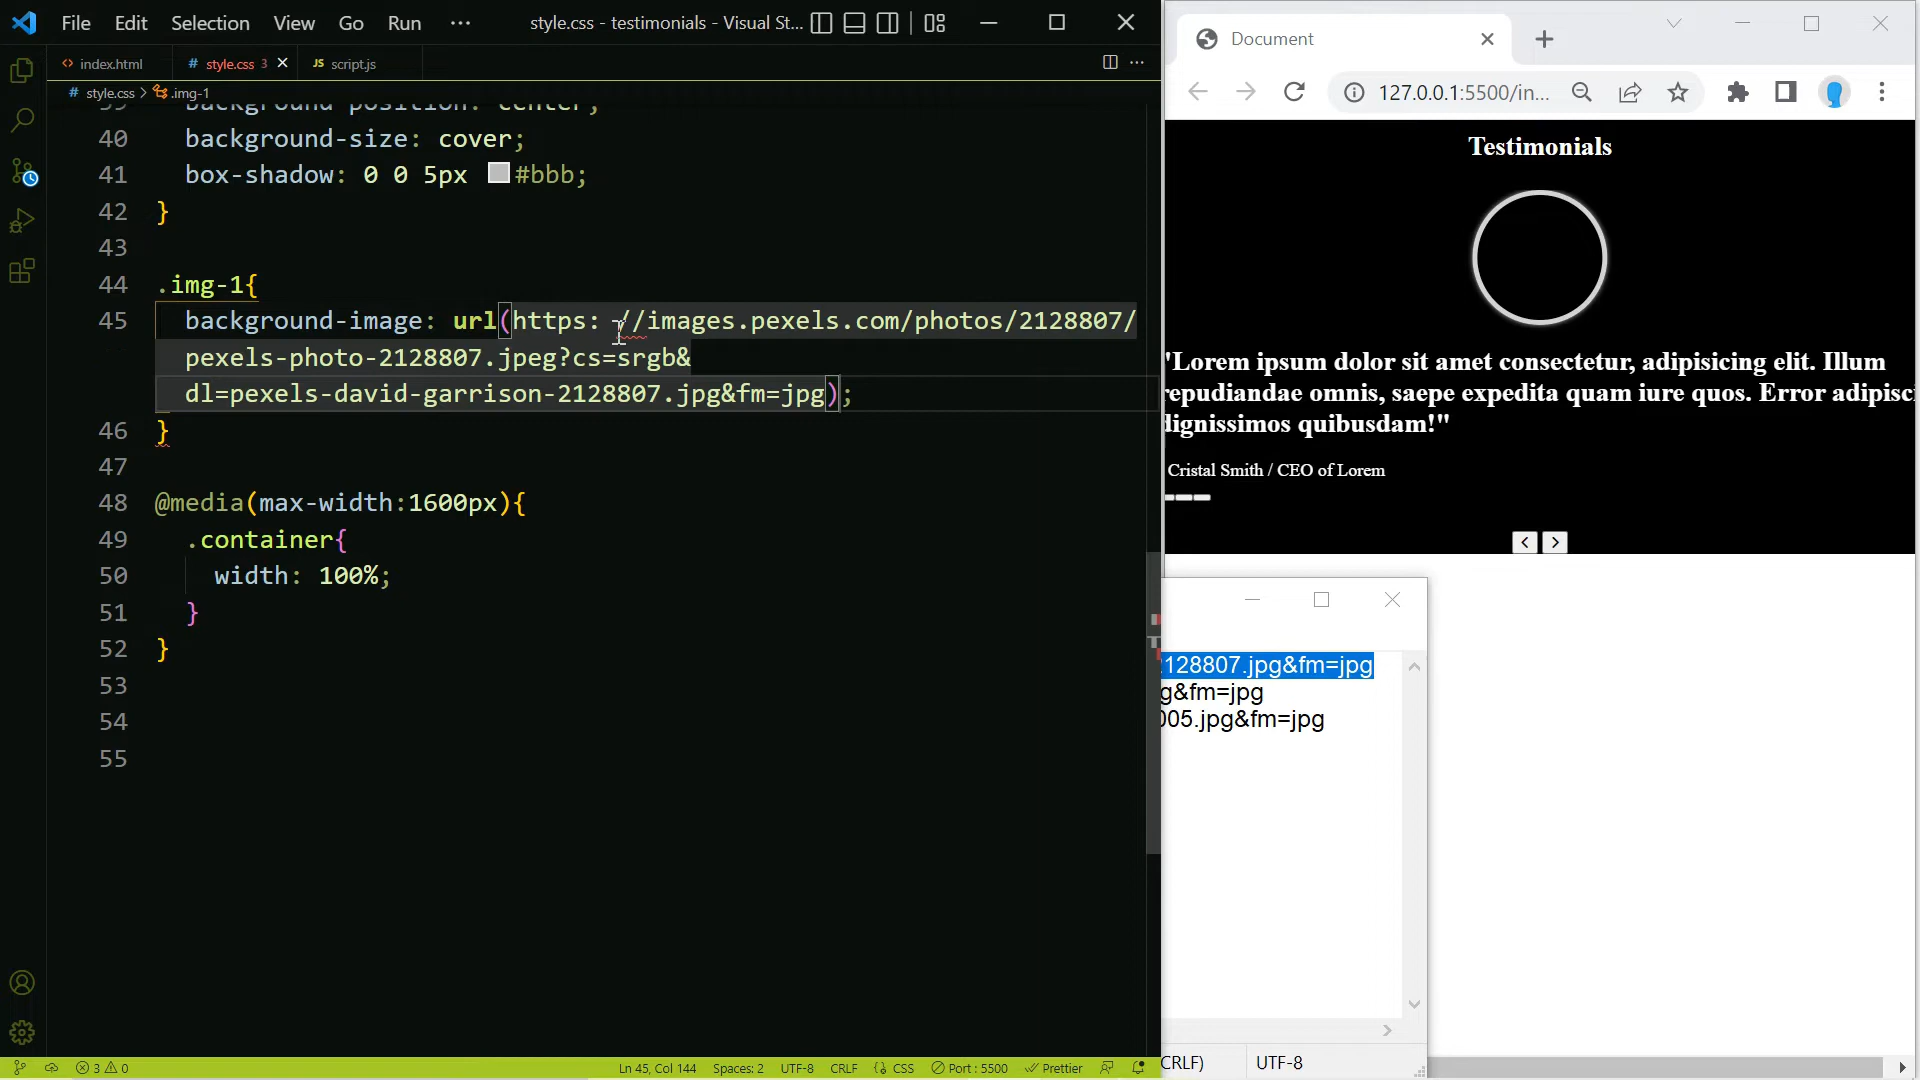 File Edit Selection View Go Run ··· style.css - testimonials - Visual St...
index.html # style.css 3 JS script.js
# style.css > .img-1
39 background-position: center;
40 background-size: cover;
41 box-shadow: 0 0 5px #bbb;
42 }
43
44 .img-1{
45 background-image: url(https: //images.pexels.com/photos/2128807/
pexels-photo-2128807.jpeg?cs=srgb&
dl=pexels-david-garrison-2128807.jpg&fm=jpg);
46 }
47
48 @media(max-width:1600px){
49 .container{
50 width: 100%;
51 }
52 }
53
54
55
3 0 Ln 45, Col 144 Spaces: 2 UTF-8 CRLF {} CSS Port : 5500 Prettier
Document
127.0.0.1:5500/in...
Testimonials
"Lorem ipsum dolor sit amet consectetur, adipisicing elit. Illum
repudiandae omnis, saepe expedita quam iure quos. Error adipisci
dignissimos quibusdam!"
Cristal Smith / CEO of Lorem
< >
2128807.jpg&fm=jpg
g&fm=jpg
005.jpg&fm=jpg
CRLF) UTF-8